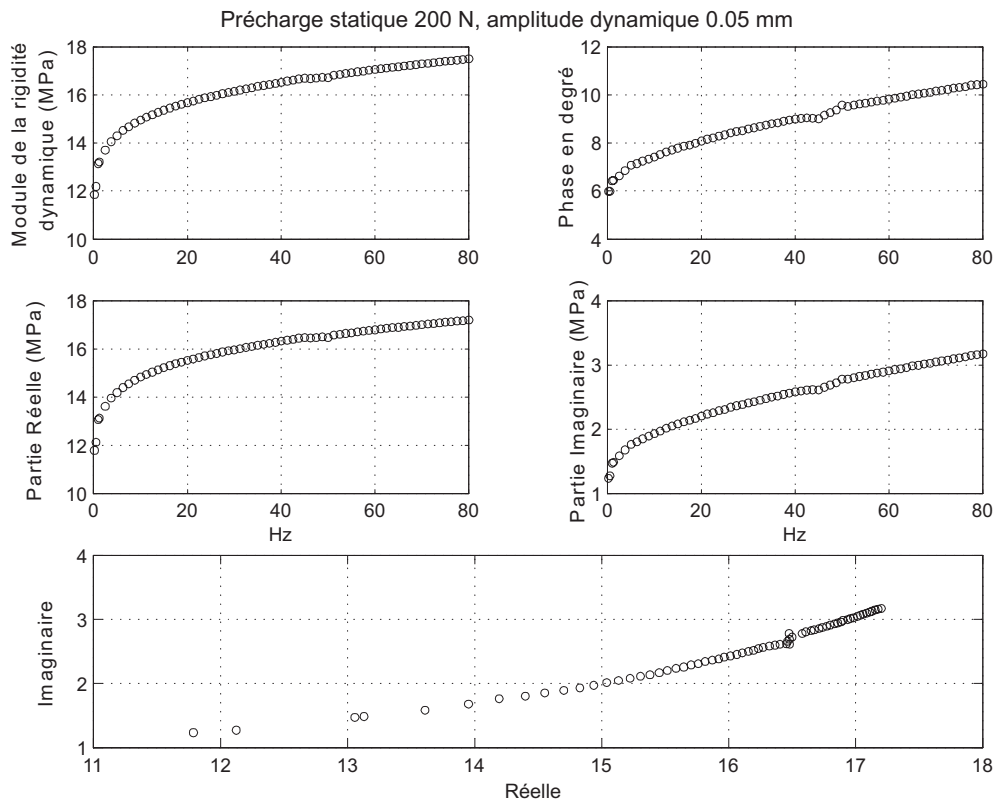 Précharge statique 200 N, amplitude dynamique 0.05 mm
Module de la rigidité
dynamique (MPa)
18
16
14
12
10
0 20 40 60 80
Phase en degré
12
10
8
6
4
0 20 40 60 80
Partie Réelle (MPa)
18
16
14
12
10
0 20 40 60 80
Hz
Partie Imaginaire (MPa)
4
3
2
1
0 20 40 60 80
Hz
Imaginaire
4
3
2
1
11 12 13 14 15 16 17 18
Réelle